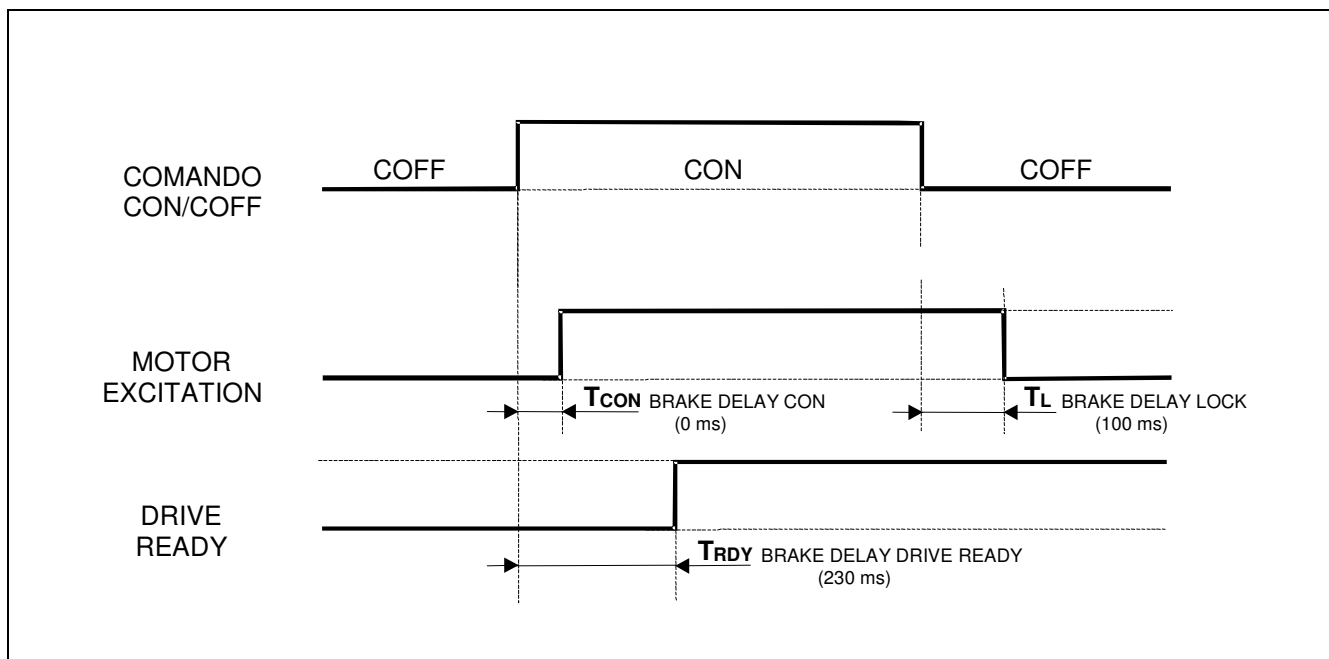 COFF
CON
COFF
COMANDO
CON/COFF
MOTOR
EXCITATION
TCON BRAKE DELAY CON
(0 ms)
TL BRAKE DELAY LOCK
(100 ms)
DRIVE
READY
TRDY BRAKE DELAY DRIVE READY
(230 ms)